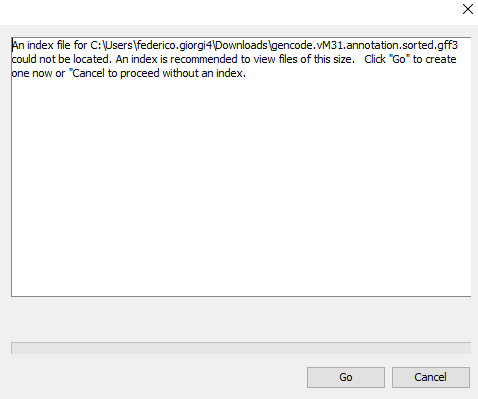 An index file for C:\Users\federico.giorgi4\Downloads\gencode.vM31.annotation.sorted.gff3
could not be located. An index is recommended to view files of this size.   Click "Go" to create
one now or "Cancel to proceed without an index.
Go
Cancel